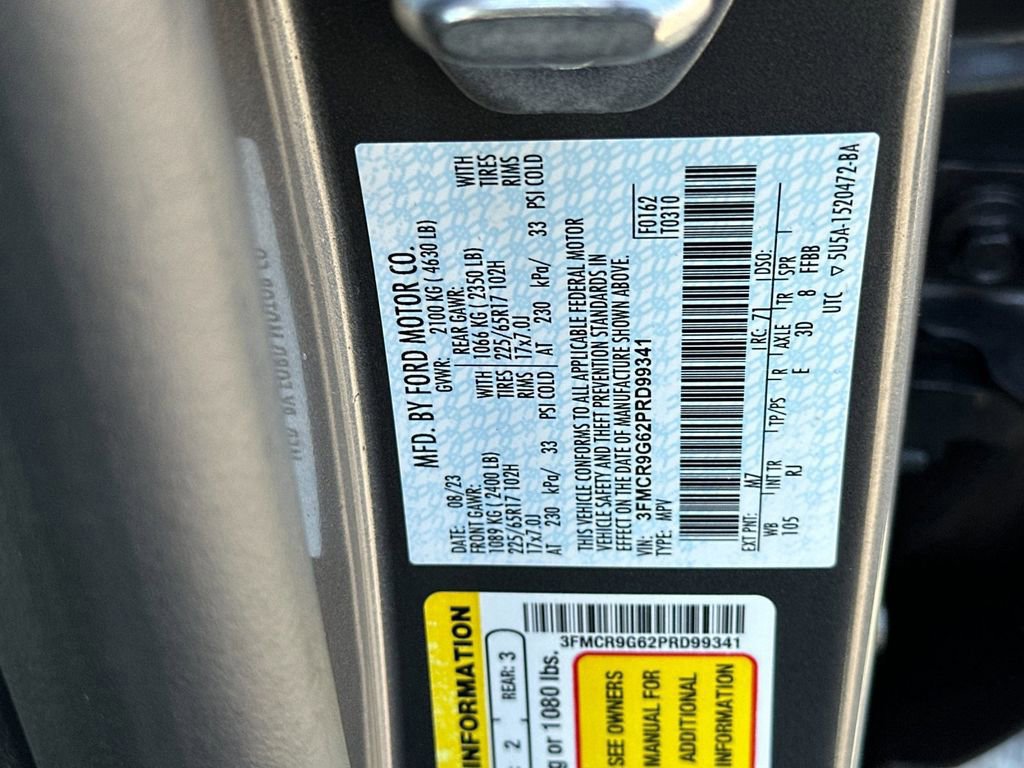 MFD. BY FORD MOTOR CO.
DATE: 08/23 GVWR: 2100 KG ( 4630 LB)
FRONT GAWR: REAR GAWR:
1089 KG ( 2400 LB) WITH 1066 KG ( 2350 LB) WITH
225/65R17 102H TIRES 225/65R17 102H TIRES
17x7.0J RIMS 17x7.0J RIMS
AT 230 kPa/ 33 PSI COLD AT 230 kPa/ 33 PSI COLD
THIS VEHICLE CONFORMS TO ALL APPLICABLE FEDERAL MOTOR
VEHICLE SAFETY AND THEFT PREVENTION STANDARDS IN
EFFECT ON THE DATE OF MANUFACTURE SHOWN ABOVE.
VIN: 3FMCR9G62PRD99341
TYPE: MPV
F0162
T0310
EXT PNT: M7 RC: 71 DSO:
WB INT TR TP/PS R AXLE TR SPR
105 RJ E 3D 8 FFBB
UTC ▽ 5U5A-1520472-BA
INFORMATION
2 REAR: 3
g or 1080 lbs.
3FMCR9G62PRD99341
SEE OWNERS
MANUAL FOR
ADDITIONAL
INFORMATION